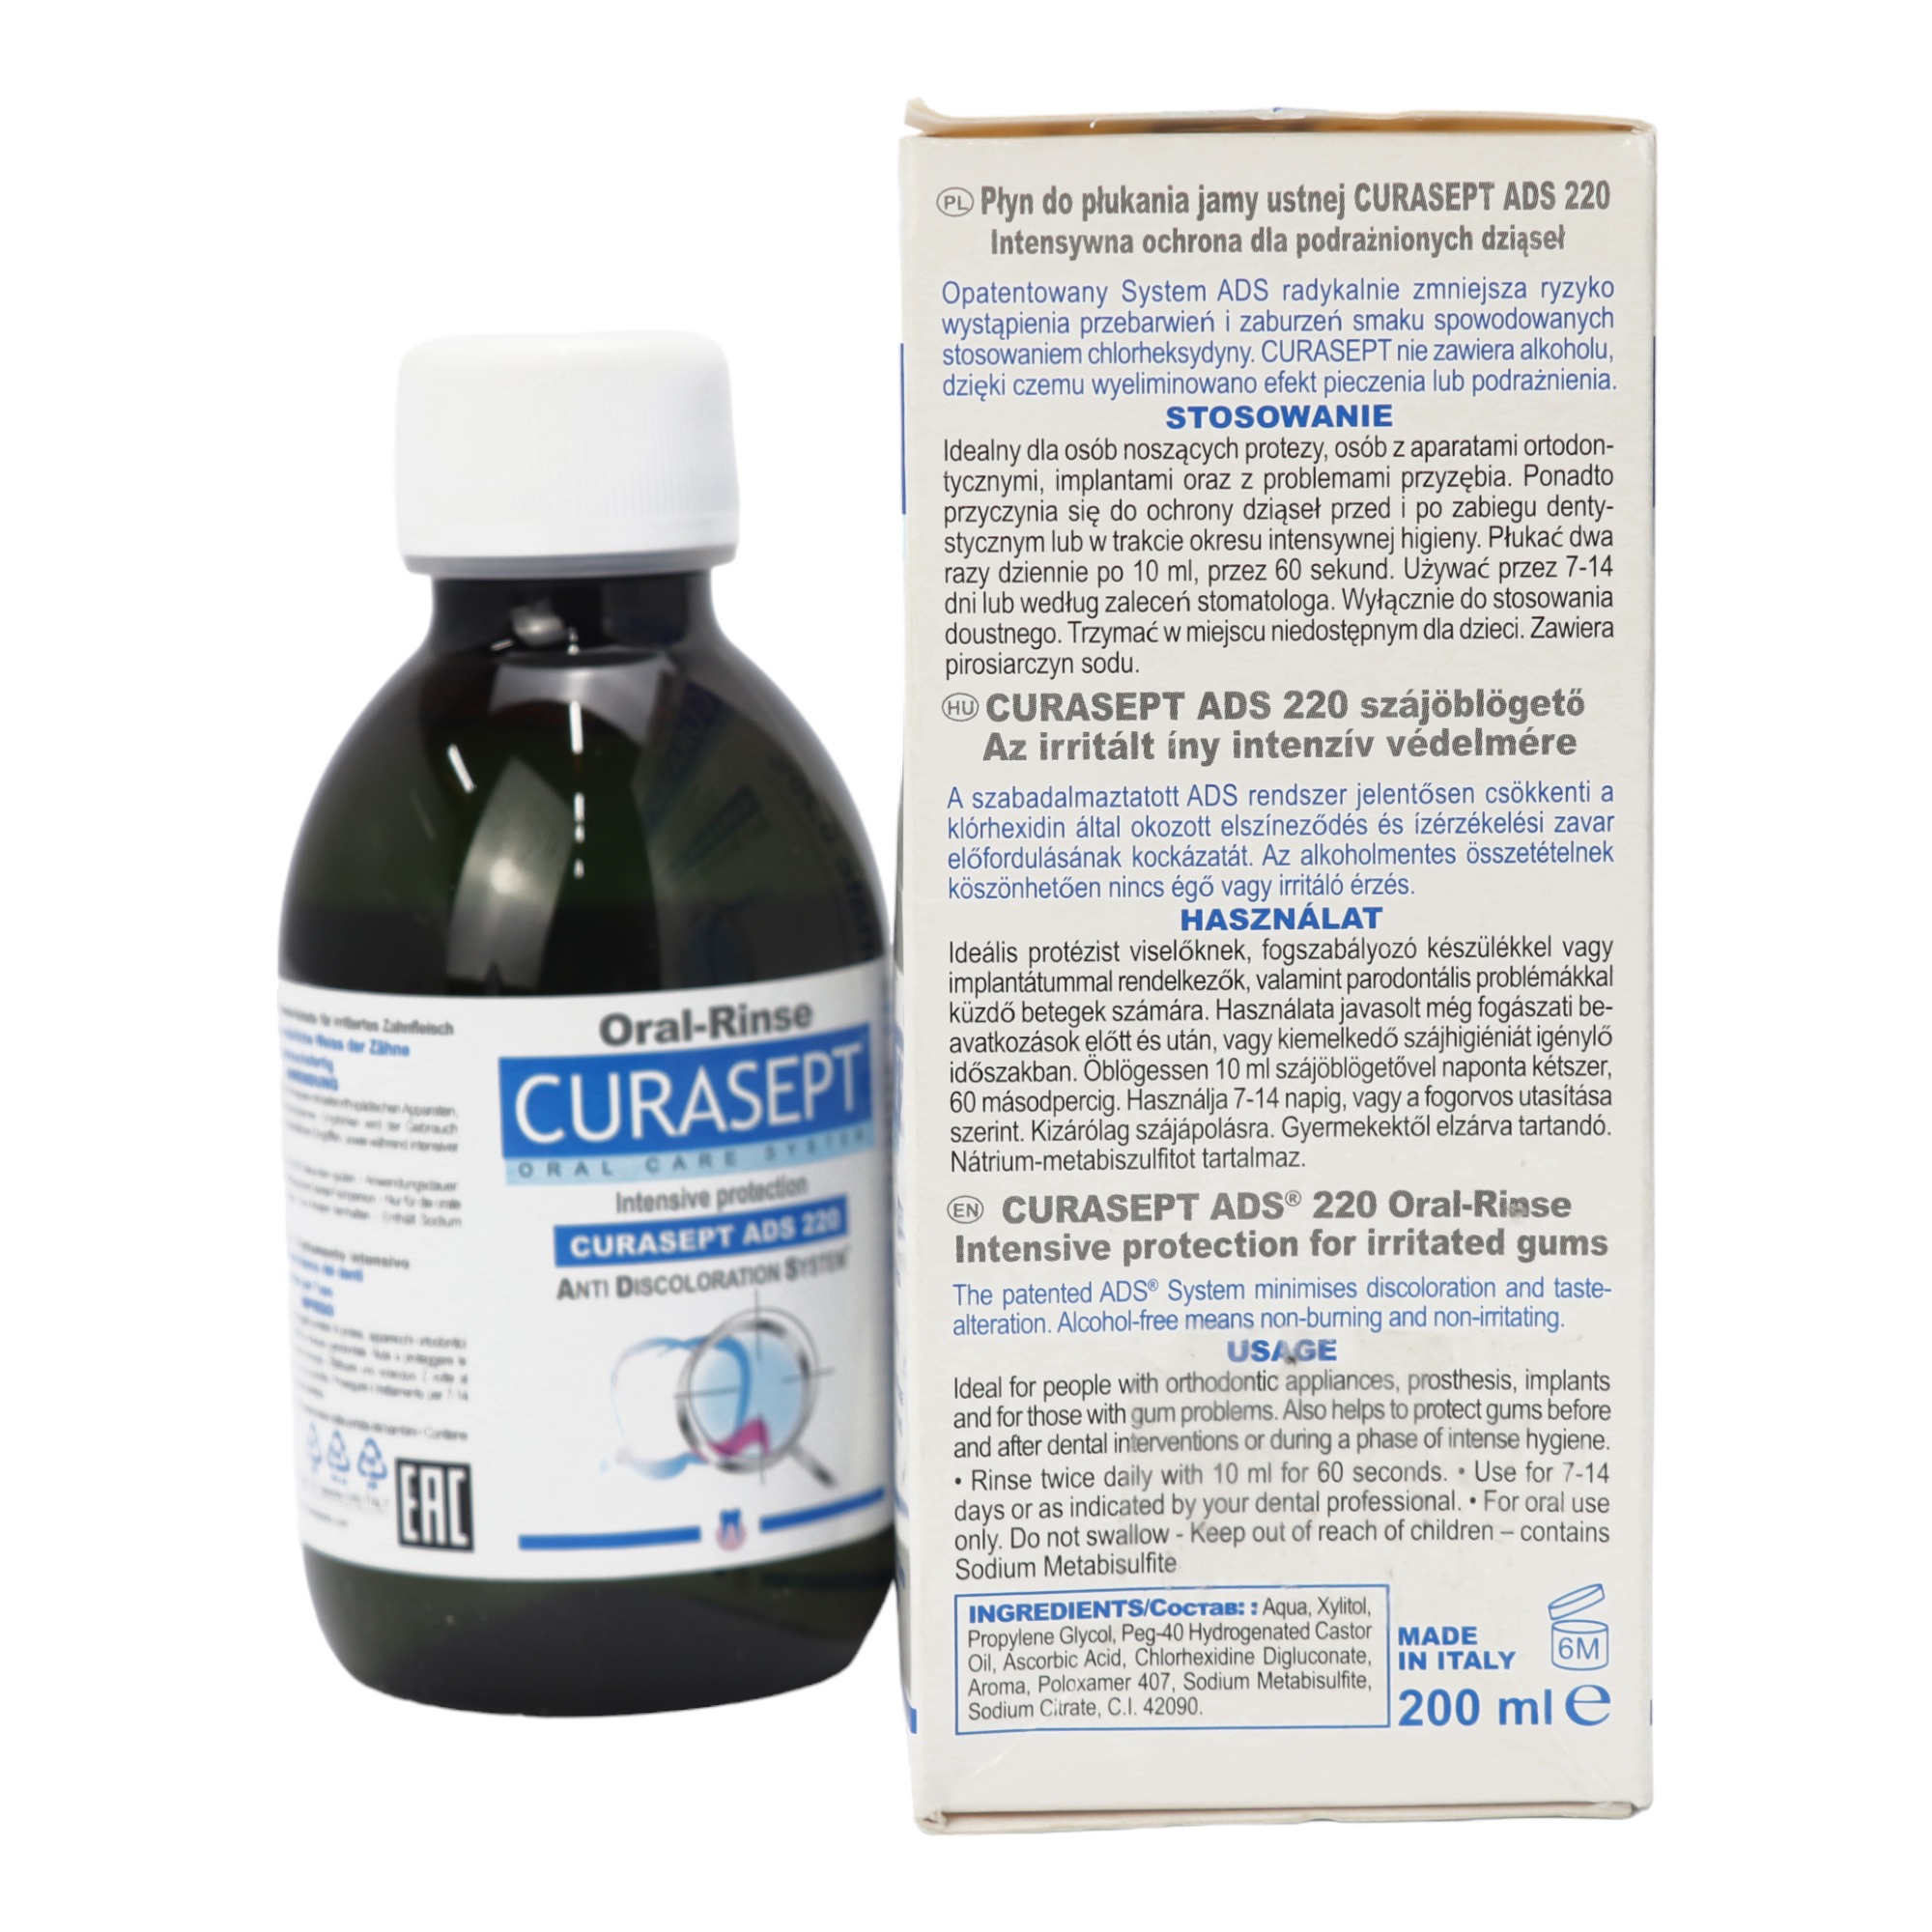 Oral-Rinse
CURASEPT
ORAL CARE SYSTEM
Intensive protection
CURASEPT ADS 220
ANTI DISCOLORATION SYSTEM
für irritiertes Zahnfleisch
Weiss der Zähne
EAC
PL Płyn do płukania jamy ustnej CURASEPT ADS 220
Intensywna ochrona dla podrażnionych dziąseł
Opatentowany System ADS radykalnie zmniejsza ryzyko
wystąpienia przebarwień i zaburzeń smaku spowodowanych
stosowaniem chlorheksydyny. CURASEPT nie zawiera alkoholu,
dzięki czemu wyeliminowano efekt pieczenia lub podrażnienia.
STOSOWANIE
Idealny dla osób noszących protezy, osób z aparatami ortodon-
tycznymi, implantami oraz z problemami przyzębia. Ponadto
przyczynia się do ochrony dziąseł przed i po zabiegu denty-
stycznym lub w trakcie okresu intensywnej higieny. Płukać dwa
razy dziennie po 10 ml, przez 60 sekund. Używać przez 7-14
dni lub według zaleceń stomatologa. Wyłącznie do stosowania
doustnego. Trzymać w miejscu niedostępnym dla dzieci. Zawiera
pirosiarczyn sodu.
HU CURASEPT ADS 220 szájöblögető
Az irritált íny intenzív védelmére
A szabadalmaztatott ADS rendszer jelentősen csökkenti a
klórhexidin által okozott elszíneződés és ízérzékelési zavar
előfordulásának kockázatát. Az alkoholmentes összetételnek
köszönhetően nincs égő vagy irritáló érzés.
HASZNÁLAT
Ideális protézist viselőknek, fogszabályozó készülékkel vagy
implantátummal rendelkezők, valamint parodontális problémákkal
küzdő betegek számára. Használata javasolt még fogászati be-
avatkozások előtt és után, vagy kiemelkedő szájhigiéniát igénylő
időszakban. Öblögessen 10 ml szájöblögetővel naponta kétszer,
60 másodpercig. Használja 7-14 napig, vagy a fogorvos utasítása
szerint. Kizárólag szájápolásra. Gyermekektől elzárva tartandó.
Nátrium-metabiszulfitot tartalmaz.
EN CURASEPT ADS® 220 Oral-Rinse
Intensive protection for irritated gums
The patented ADS® System minimises discoloration and taste-
alteration. Alcohol-free means non-burning and non-irritating.
USAGE
Ideal for people with orthodontic appliances, prosthesis, implants
and for those with gum problems. Also helps to protect gums before
and after dental interventions or during a phase of intense hygiene.
• Rinse twice daily with 10 ml for 60 seconds. • Use for 7-14
days or as indicated by your dental professional. • For oral use
only. Do not swallow - Keep out of reach of children – contains
Sodium Metabisulfite
INGREDIENTS/Состав: : Aqua, Xylitol,
Propylene Glycol, Peg-40 Hydrogenated Castor
Oil, Ascorbic Acid, Chlorhexidine Digluconate,
Aroma, Poloxamer 407, Sodium Metabisulfite,
Sodium Citrate, C.I. 42090.
MADE
IN ITALY
6M
200 ml e